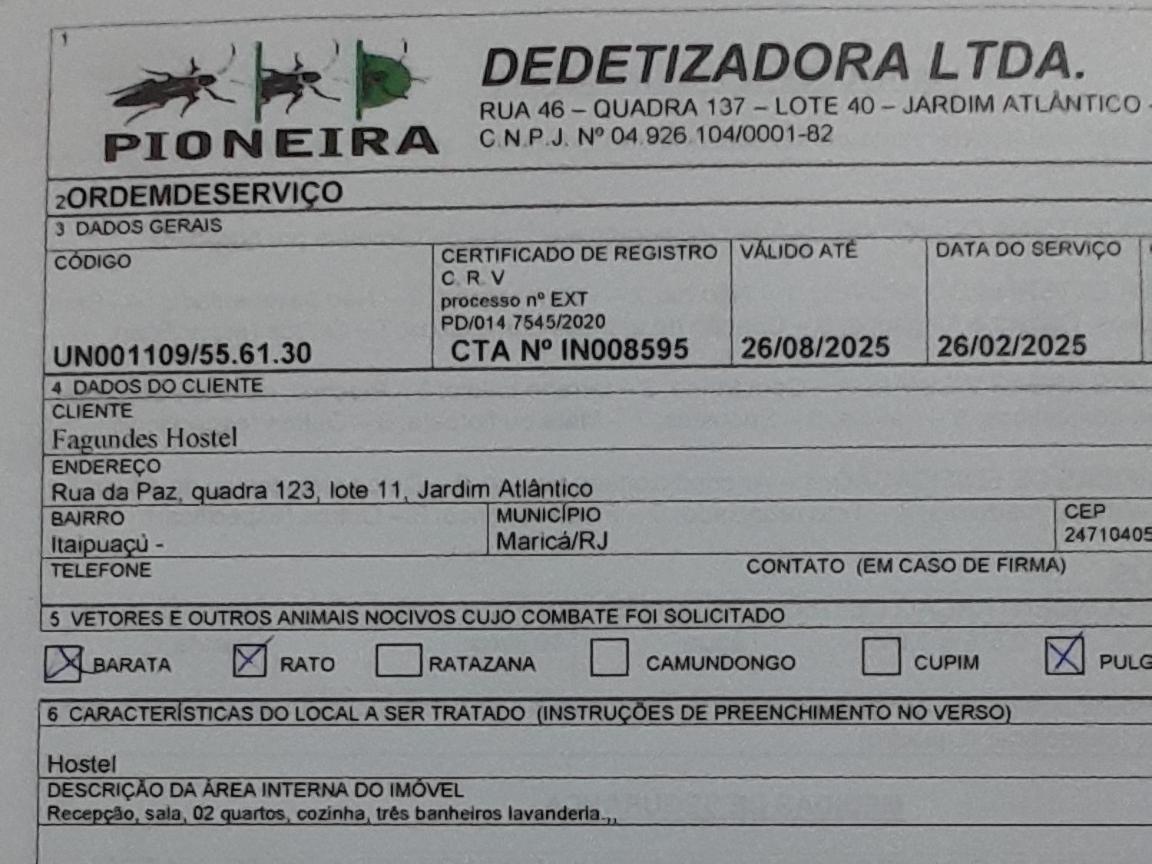 1
PIONEIRA
DEDETIZADORA LTDA.
RUA 46 – QUADRA 137 – LOTE 40 – JARDIM ATLÂNTICO -
C.N.P.J. Nº 04.926.104/0001-82
2ORDEMDESERVIÇO
3 DADOS GERAIS
CÓDIGO
UN001109/55.61.30
CERTIFICADO DE REGISTRO
C. R. V
processo nº EXT
PD/014.7545/2020
CTA Nº IN008595
VÁLIDO ATÉ
26/08/2025
DATA DO SERVIÇO
26/02/2025
4 DADOS DO CLIENTE
CLIENTE
Fagundes Hostel
ENDEREÇO
Rua da Paz, quadra 123, lote 11, Jardim Atlântico
BAIRRO
Itaipuaçù -
MUNICÍPIO
Maricá/RJ
CEP
24710405
TELEFONE
CONTATO (EM CASO DE FIRMA)
5 VETORES E OUTROS ANIMAIS NOCIVOS CUJO COMBATE FOI SOLICITADO
BARATA RATO RATAZANA CAMUNDONGO CUPIM PULG
6 CARACTERÍSTICAS DO LOCAL A SER TRATADO (INSTRUÇÕES DE PREENCHIMENTO NO VERSO)
Hostel
DESCRIÇÃO DA ÁREA INTERNA DO IMÓVEL
Recepção, sala, 02 quartos, cozinha, três banheiros lavanderia.,,